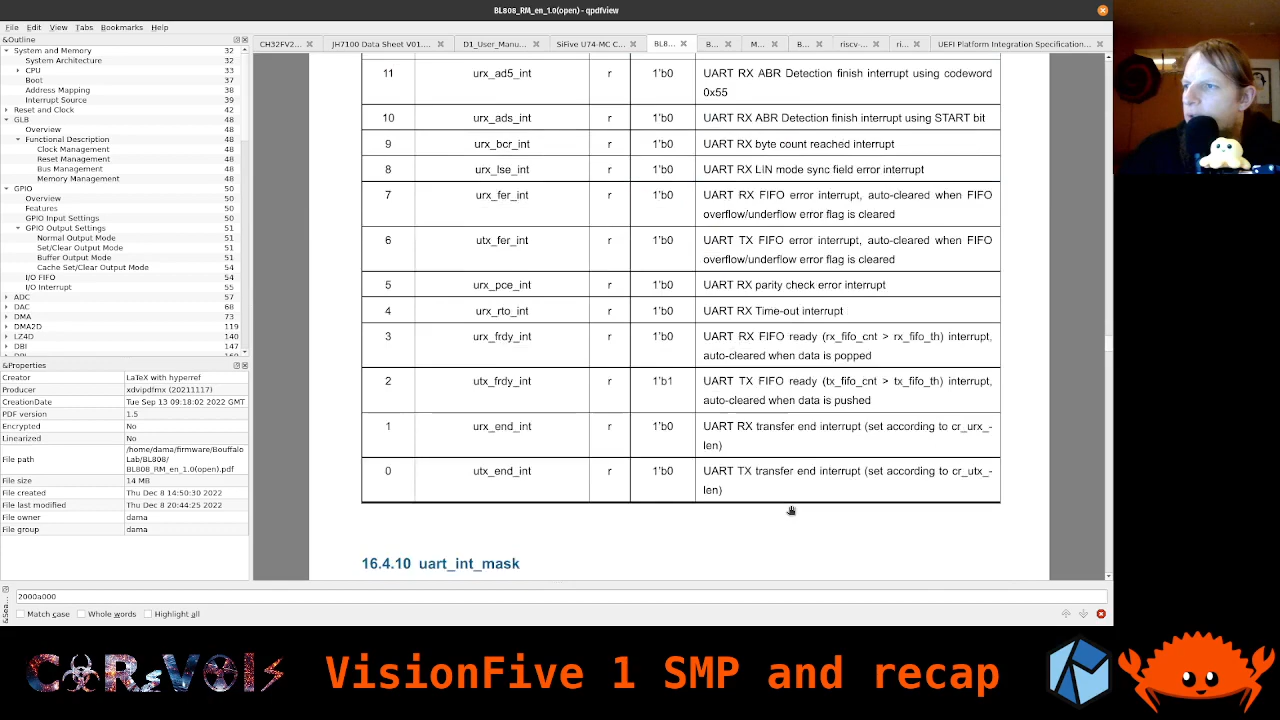 BL808_RM_en_1.0(open) - qpdfview
File Edit View Tabs Bookmarks Help
&Outline
System and Memory 32
System Architecture 32
CPU 33
Boot 37
Address Mapping 38
Interrupt Source 39
Reset and Clock 42
GLB 48
Overview 48
Functional Description 48
Clock Management 48
Reset Management 48
Bus Management 48
Memory Management 48
GPIO 50
Overview 50
Features 50
GPIO Input Settings 50
GPIO Output Settings 51
Normal Output Mode 51
Set/Clear Output Mode 51
Buffer Output Mode 51
Cache Set/Clear Output Mode 54
I/O FIFO 54
I/O Interrupt 55
ADC 57
DAC 68
DMA 73
DMA2D 119
LZ4D 140
DBI 147
&Properties
Creator LaTeX with hyperref
Producer xdvipdfmx (20211117)
CreationDate Tue Sep 13 09:18:02 2022 GMT
PDF version 1.5
Encrypted No
Linearized No
File path /home/dama/firmware/Bouffalo
Lab/BL808/
BL808_RM_en_1.0(open).pdf
File size 14 MB
File created Thu Dec 8 14:50:30 2022
File last modified Thu Dec 8 20:44:25 2022
File owner dama
File group dama
CH32FV2... JH7100 Data Sheet V01.... D1_User_Manu... SiFive U74-MC C... BL8... B... M... B... riscv-... ri... UEFI Platform Integration Specification...
11 urx_ad5_int r 1'b0 UART RX ABR Detection finish interrupt using codeword
0x55
10 urx_ads_int r 1'b0 UART RX ABR Detection finish interrupt using START bit
9 urx_bcr_int r 1'b0 UART RX byte count reached interrupt
8 urx_lse_int r 1'b0 UART RX LIN mode sync field error interrupt
7 urx_fer_int r 1'b0 UART RX FIFO error interrupt, auto-cleared when FIFO
overflow/underflow error flag is cleared
6 utx_fer_int r 1'b0 UART TX FIFO error interrupt, auto-cleared when FIFO
overflow/underflow error flag is cleared
5 urx_pce_int r 1'b0 UART RX parity check error interrupt
4 urx_rto_int r 1'b0 UART RX Time-out interrupt
3 urx_frdy_int r 1'b0 UART RX FIFO ready (rx_fifo_cnt > rx_fifo_th) interrupt,
auto-cleared when data is popped
2 utx_frdy_int r 1'b1 UART TX FIFO ready (tx_fifo_cnt > tx_fifo_th) interrupt,
auto-cleared when data is pushed
1 urx_end_int r 1'b0 UART RX transfer end interrupt (set according to cr_urx_-
len)
0 utx_end_int r 1'b0 UART TX transfer end interrupt (set according to cr_utx_-
len)
16.4.10 uart_int_mask
&Sea...
2000a000
Match case Whole words Highlight all
VisionFive 1 SMP and recap